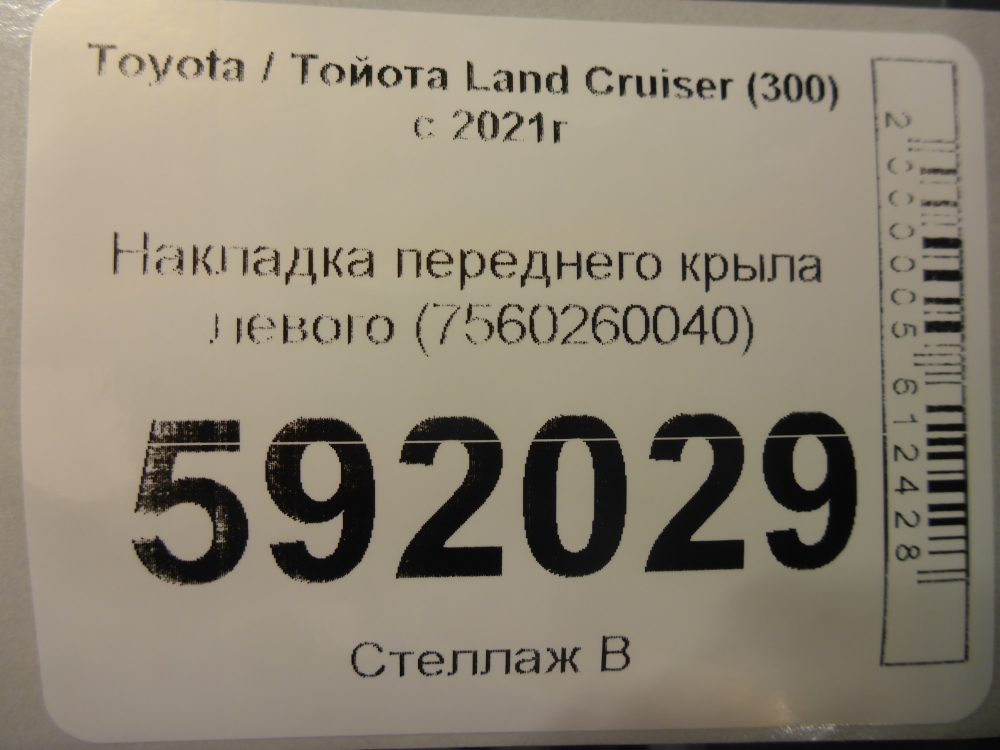 Toyota / Тойота Land Cruiser (300)
с 2021г
Накладка переднего крыла
левого (7560260040)
592029
Стеллаж В
2000005612428